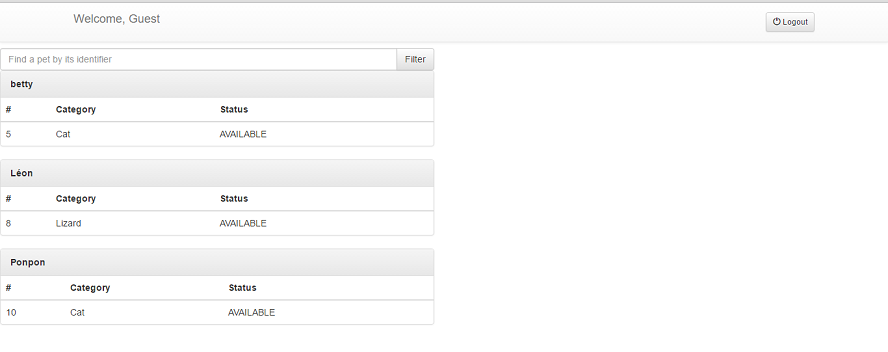 Welcome, Guest
Logout
Find a pet by its identifier Filter
betty
# Category Status
5 Cat AVAILABLE
Léon
# Category Status
8 Lizard AVAILABLE
Ponpon
# Category Status
10 Cat AVAILABLE